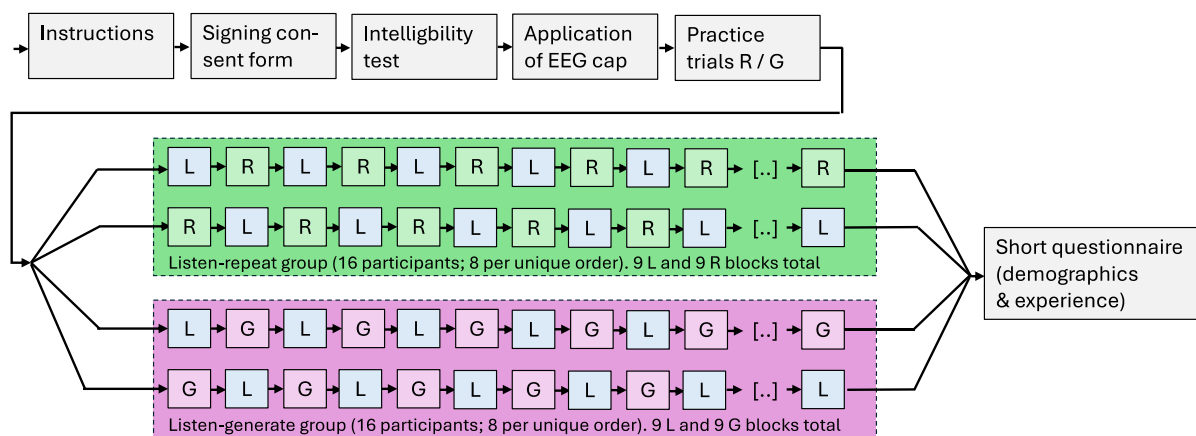 Instructions
Signing con-
sent form
Intelligbility
test
Application
of EEG cap
Practice
trials R / G
L R L R L R L R L R [..] R
R L R L R L R L R L [..] L
Listen-repeat group (16 participants; 8 per unique order). 9 L and 9 R blocks total
L G L G L G L G L G [..] G
G L G L G L G L G L [..] L
Listen-generate group (16 participants; 8 per unique order). 9 L and 9 G blocks total
Short questionnaire
(demographics
& experience)